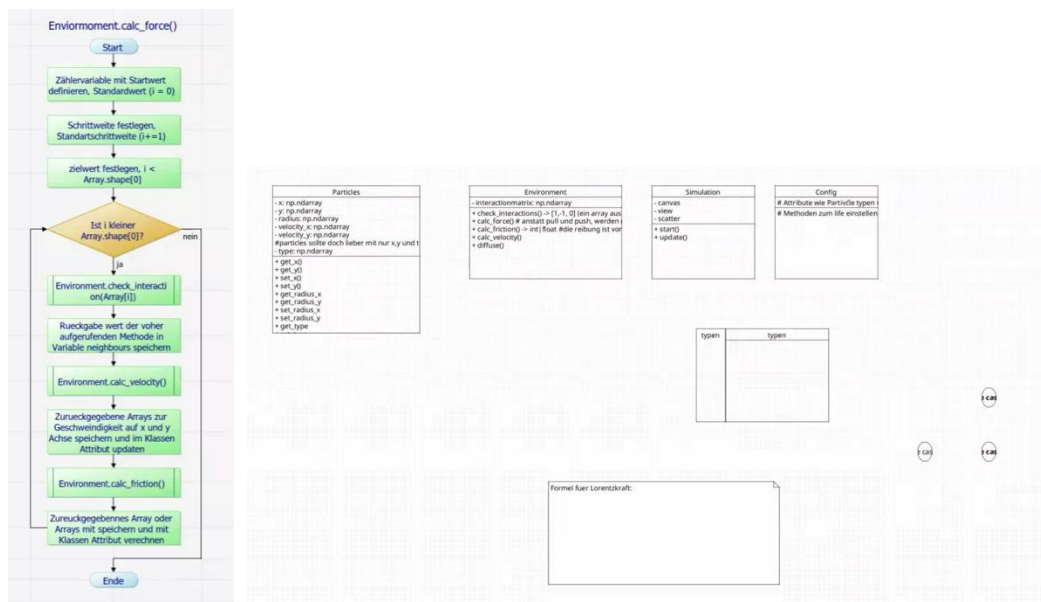 Enviormoment.calc_force()
Start
Zählervariable mit Startwert
definieren, Standardwert (i = 0)
Schrittweite festlegen,
Standartschrittweite (i+=1)
zielwert festlegen, i <
Array.shape[0]
Ist i kleiner
Array.shape[0]?
nein
ja
Environment.check_interacti
on(Array[i])
Rueckgabe wert der voher
aufgerufenden Methode in
Variable neighbours speichern
Environment.calc_velocity()
Zurueckgegebene Arrays zur
Geschweindigkeit auf x und y
Achse speichern und im Klassen
Attribut updaten
Environment.calc_friction()
Zureuckgegebennes Array oder
Arrays mit speichern und mit
Klassen Attribut verechnen
Ende
Particles
- x: np.ndarray
- y: np.ndarray
- radius: np.ndarray
- velocity_x: np.ndarray
- velocity_y: np.ndarray
#particles sollte doch lieber mit nur x,y und t
- type: np.ndarray
+ get_x()
+ get_y()
+ set_x()
+ set_y()
+ get_radius_x
+ get_radius_y
+ set_radius_x
+ set_radius_y
+ get_type
Environment
- interactionmatrix: np.ndarray
+ check_interactions() -> [1,-1, 0] (ein array aus
+ calc_force() # anstatt pull und push, werden
+ calc_friction() -> int|float #die reibung ist vor
+ calc_velocity()
+ diffuse()
Simulation
- canvas
- view
- scatter
+ start()
+ update()
Config
# Attribute wie Partivöle typen
# Methoden zum life einstellen
typen
typen
e cas
e cas
e cas
Formel fuer Lorentzkraft: